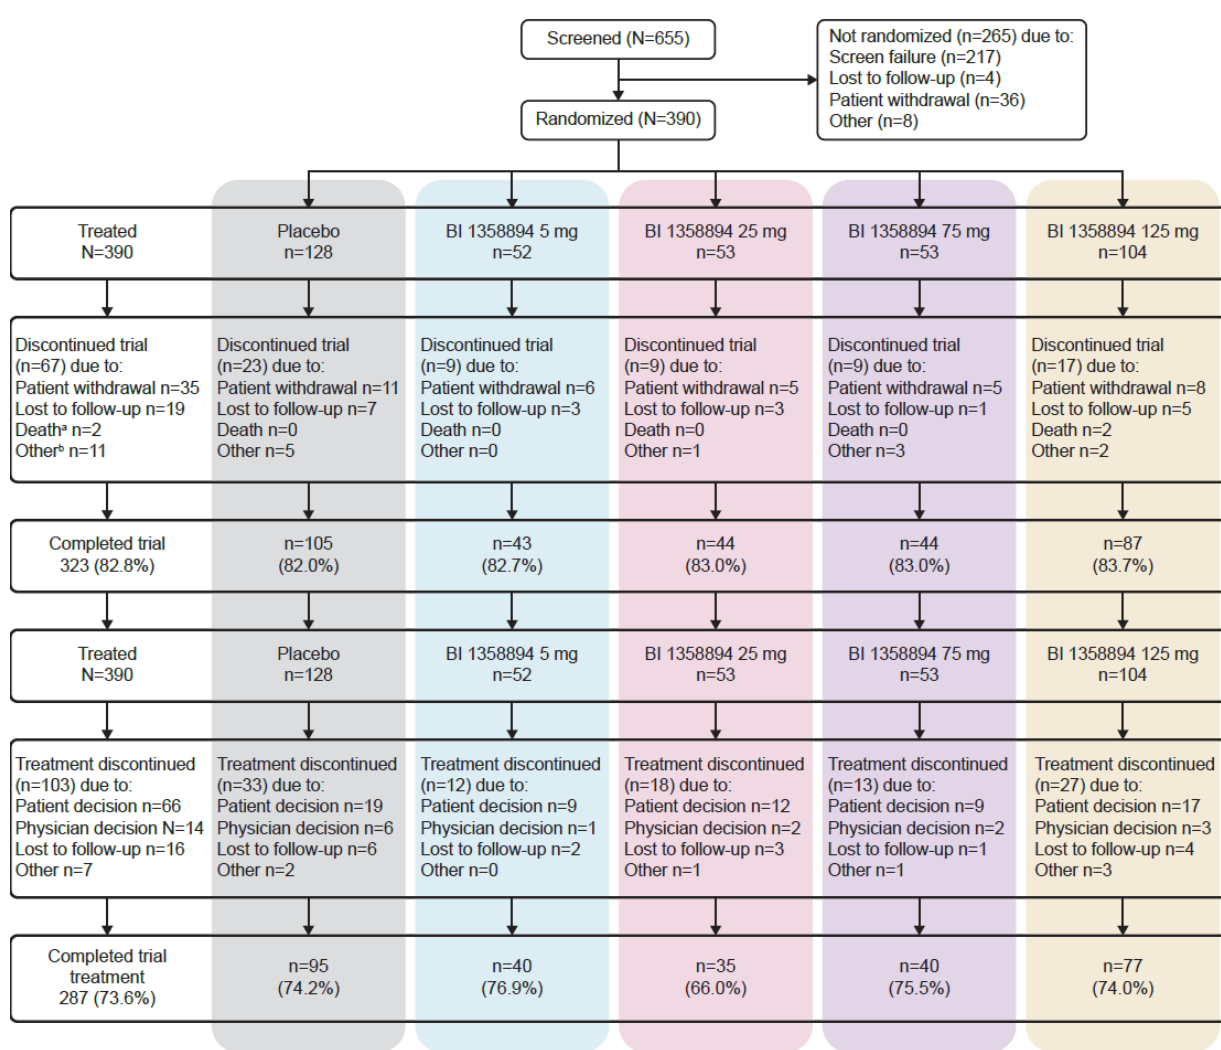 Screened (N=655)
Not randomized (n=265) due to:
Screen failure (n=217)
Lost to follow-up (n=4)
Patient withdrawal (n=36)
Other (n=8)
Randomized (N=390)
Treated
N=390
Placebo
n=128
BI 1358894 5 mg
n=52
BI 1358894 25 mg
n=53
BI 1358894 75 mg
n=53
BI 1358894 125 mg
n=104
Discontinued trial
(n=67) due to:
Patient withdrawal n=35
Lost to follow-up n=19
Deathᵃ n=2
Otherᵇ n=11
Discontinued trial
(n=23) due to:
Patient withdrawal n=11
Lost to follow-up n=7
Death n=0
Other n=5
Discontinued trial
(n=9) due to:
Patient withdrawal n=6
Lost to follow-up n=3
Death n=0
Other n=0
Discontinued trial
(n=9) due to:
Patient withdrawal n=5
Lost to follow-up n=3
Death n=0
Other n=1
Discontinued trial
(n=9) due to:
Patient withdrawal n=5
Lost to follow-up n=1
Death n=0
Other n=3
Discontinued trial
(n=17) due to:
Patient withdrawal n=8
Lost to follow-up n=5
Death n=2
Other n=2
Completed trial
323 (82.8%)
n=105
(82.0%)
n=43
(82.7%)
n=44
(83.0%)
n=44
(83.0%)
n=87
(83.7%)
Treated
N=390
Placebo
n=128
BI 1358894 5 mg
n=52
BI 1358894 25 mg
n=53
BI 1358894 75 mg
n=53
BI 1358894 125 mg
n=104
Treatment discontinued
(n=103) due to:
Patient decision n=66
Physician decision N=14
Lost to follow-up n=16
Other n=7
Treatment discontinued
(n=33) due to:
Patient decision n=19
Physician decision n=6
Lost to follow-up n=6
Other n=2
Treatment discontinued
(n=12) due to:
Patient decision n=9
Physician decision n=1
Lost to follow-up n=2
Other n=0
Treatment discontinued
(n=18) due to:
Patient decision n=12
Physician decision n=2
Lost to follow-up n=3
Other n=1
Treatment discontinued
(n=13) due to:
Patient decision n=9
Physician decision n=2
Lost to follow-up n=1
Other n=1
Treatment discontinued
(n=27) due to:
Patient decision n=17
Physician decision n=3
Lost to follow-up n=4
Other n=3
Completed trial
treatment
287 (73.6%)
n=95
(74.2%)
n=40
(76.9%)
n=35
(66.0%)
n=40
(75.5%)
n=77
(74.0%)